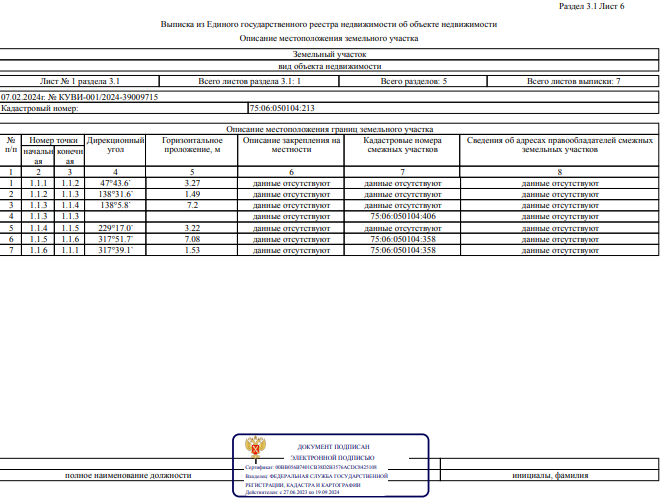 Раздел 3.1 Лист 6
Выписка из Единого государственного реестра недвижимости об объекте недвижимости
Описание местоположения земельного участка
Земельный участок
вид объекта недвижимости
Лист № 1 раздела 3.1 Всего листов раздела 3.1: 1 Всего разделов: 5 Всего листов выписки: 7
07.02.2024г. № КУВИ-001/2024-39009715
Кадастровый номер: 75:06:050104:213
Описание местоположения границ земельного участка
№ п/п Номер точки Дирекционный угол Горизонтальное проложение, м Описание закрепления на местности Кадастровые номера смежных участков Сведения об адресах правообладателей смежных земельных участков
начальная конечная
1 2 3 4 5 6 7 8
1 1.1.1 1.1.2 47°43.6` 3.27 данные отсутствуют данные отсутствуют данные отсутствуют
2 1.1.2 1.1.3 138°31.6` 1.49 данные отсутствуют данные отсутствуют данные отсутствуют
3 1.1.3 1.1.4 138°5.8` 7.2 данные отсутствуют данные отсутствуют данные отсутствуют
4 1.1.3 1.1.3 данные отсутствуют 75:06:050104:406 данные отсутствуют
5 1.1.4 1.1.5 229°17.0` 3.22 данные отсутствуют данные отсутствуют данные отсутствуют
6 1.1.5 1.1.6 317°51.7` 7.08 данные отсутствуют 75:06:050104:358 данные отсутствуют
7 1.1.6 1.1.1 317°39.1` 1.53 данные отсутствуют 75:06:050104:358 данные отсутствуют
ДОКУМЕНТ ПОДПИСАН
ЭЛЕКТРОННОЙ ПОДПИСЬЮ
Сертификат:
Владелец: ФЕДЕРАЛЬНАЯ СЛУЖБА ГОСУДАРСТВЕННОЙ
РЕГИСТРАЦИИ, КАДАСТРА И КАРТОГРАФИИ
Действителен: с 27.06.2023 по 19.09.2024
полное наименование должности инициалы, фамилия